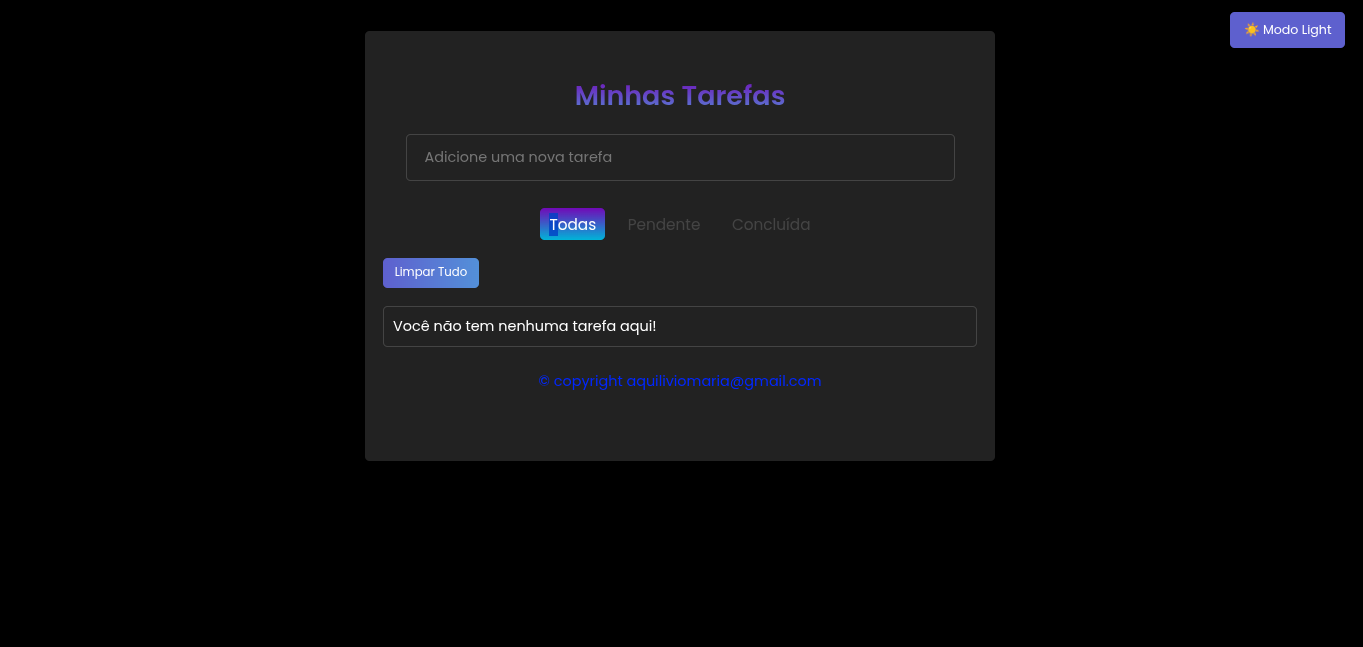 ☀️ Modo Light
Minhas Tarefas
Adicione uma nova tarefa
Todas Pendente Concluída
Limpar Tudo
Você não tem nenhuma tarefa aqui!
© copyright aquiliviomaria@gmail.com